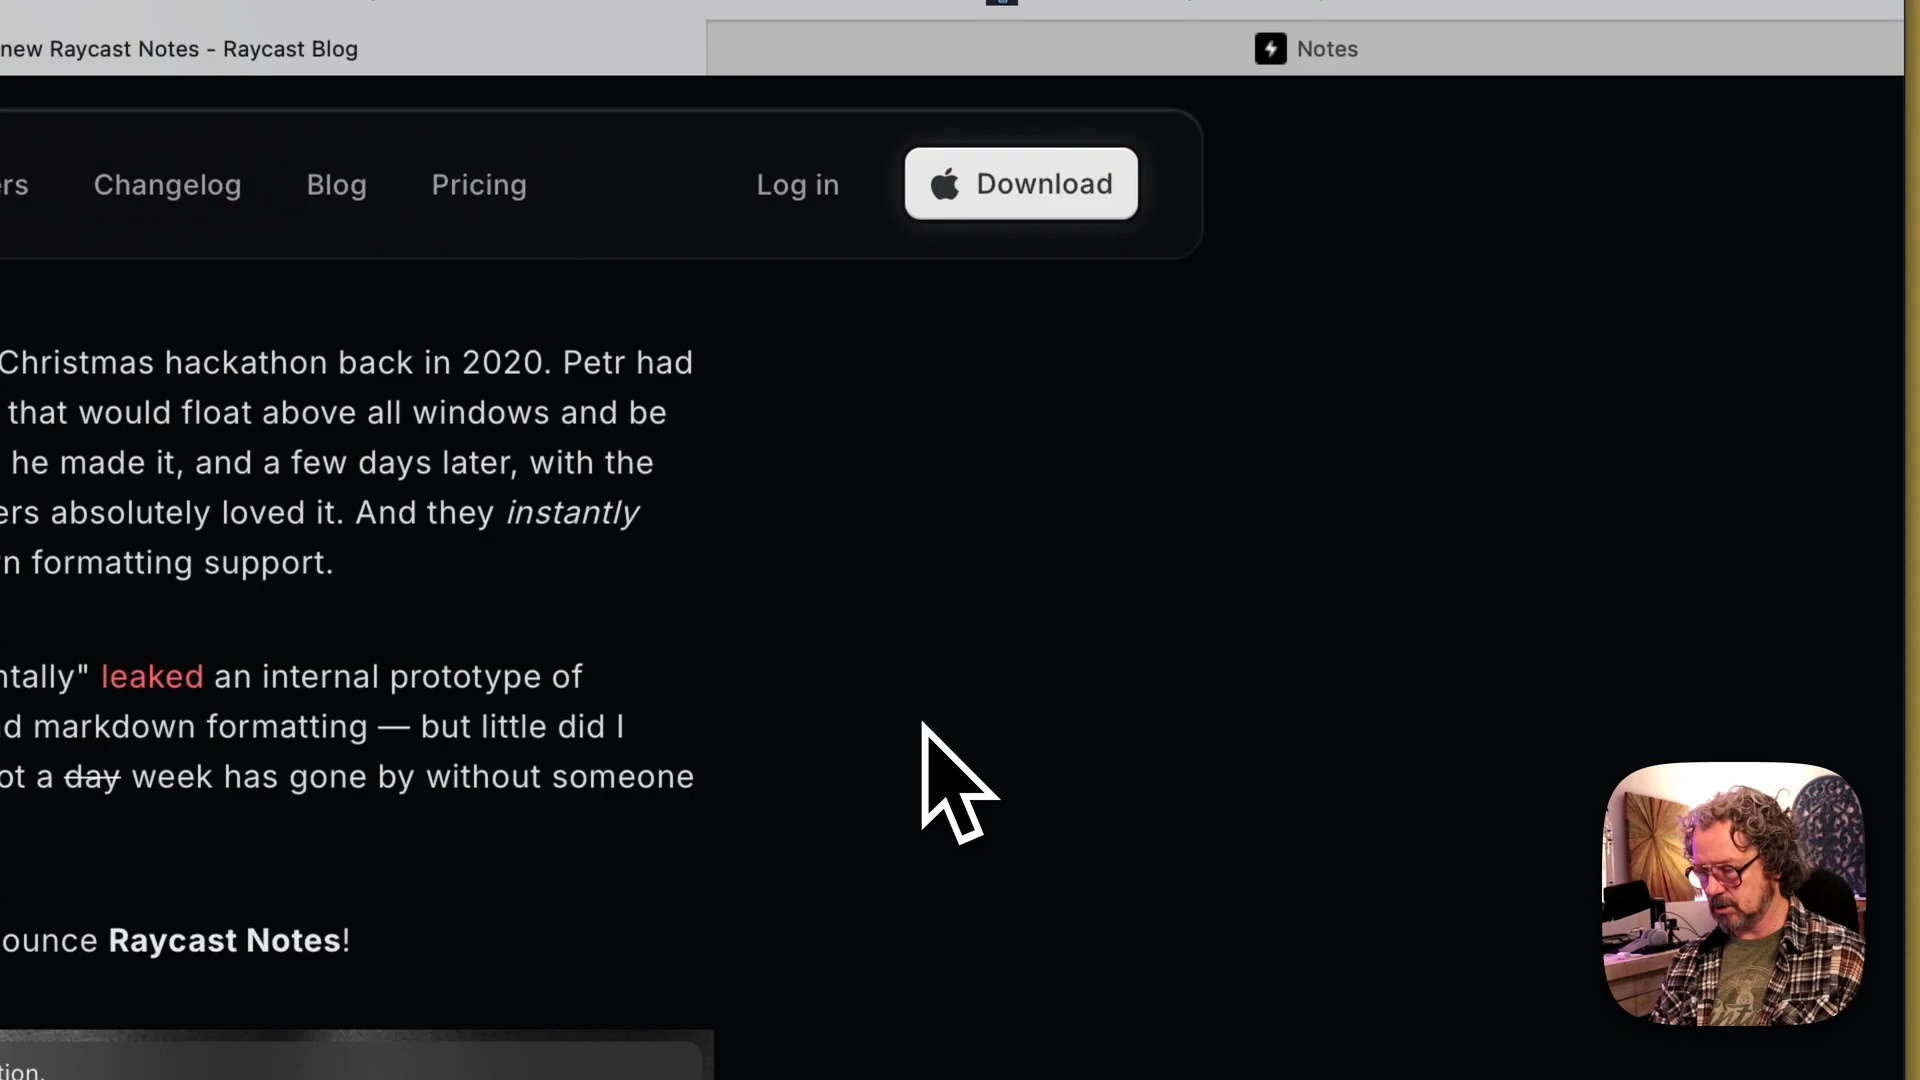 new Raycast Notes - Raycast Blog
Notes
Changelog
Blog
Pricing
Log in
Download
Christmas hackathon back in 2020. Petr had
that would float above all windows and be
he made it, and a few days later, with the
ers absolutely loved it. And they instantly
n formatting support.
ntally" leaked an internal prototype of
d markdown formatting — but little did I
ot a day week has gone by without someone
ounce Raycast Notes!
tion.